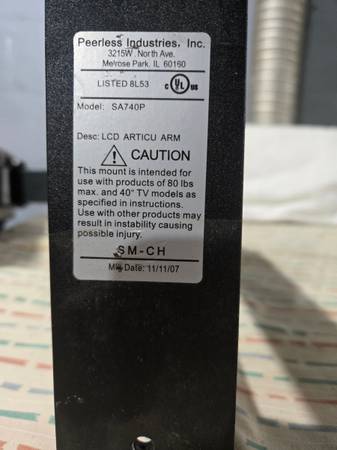 Peerless Industries, Inc.
3215W. North Ave.
Melrose Park, IL 60160
LISTED 8L53
c UL us
Model: SA740P
Desc: LCD ARTICU ARM
CAUTION
This mount is intended for
use with products of 80 lbs
max. and 40" TV models as
specified in instructions.
Use with other products may
result in instability causing
possible injury.
SM-CH
Mfg Date: 11/11/07